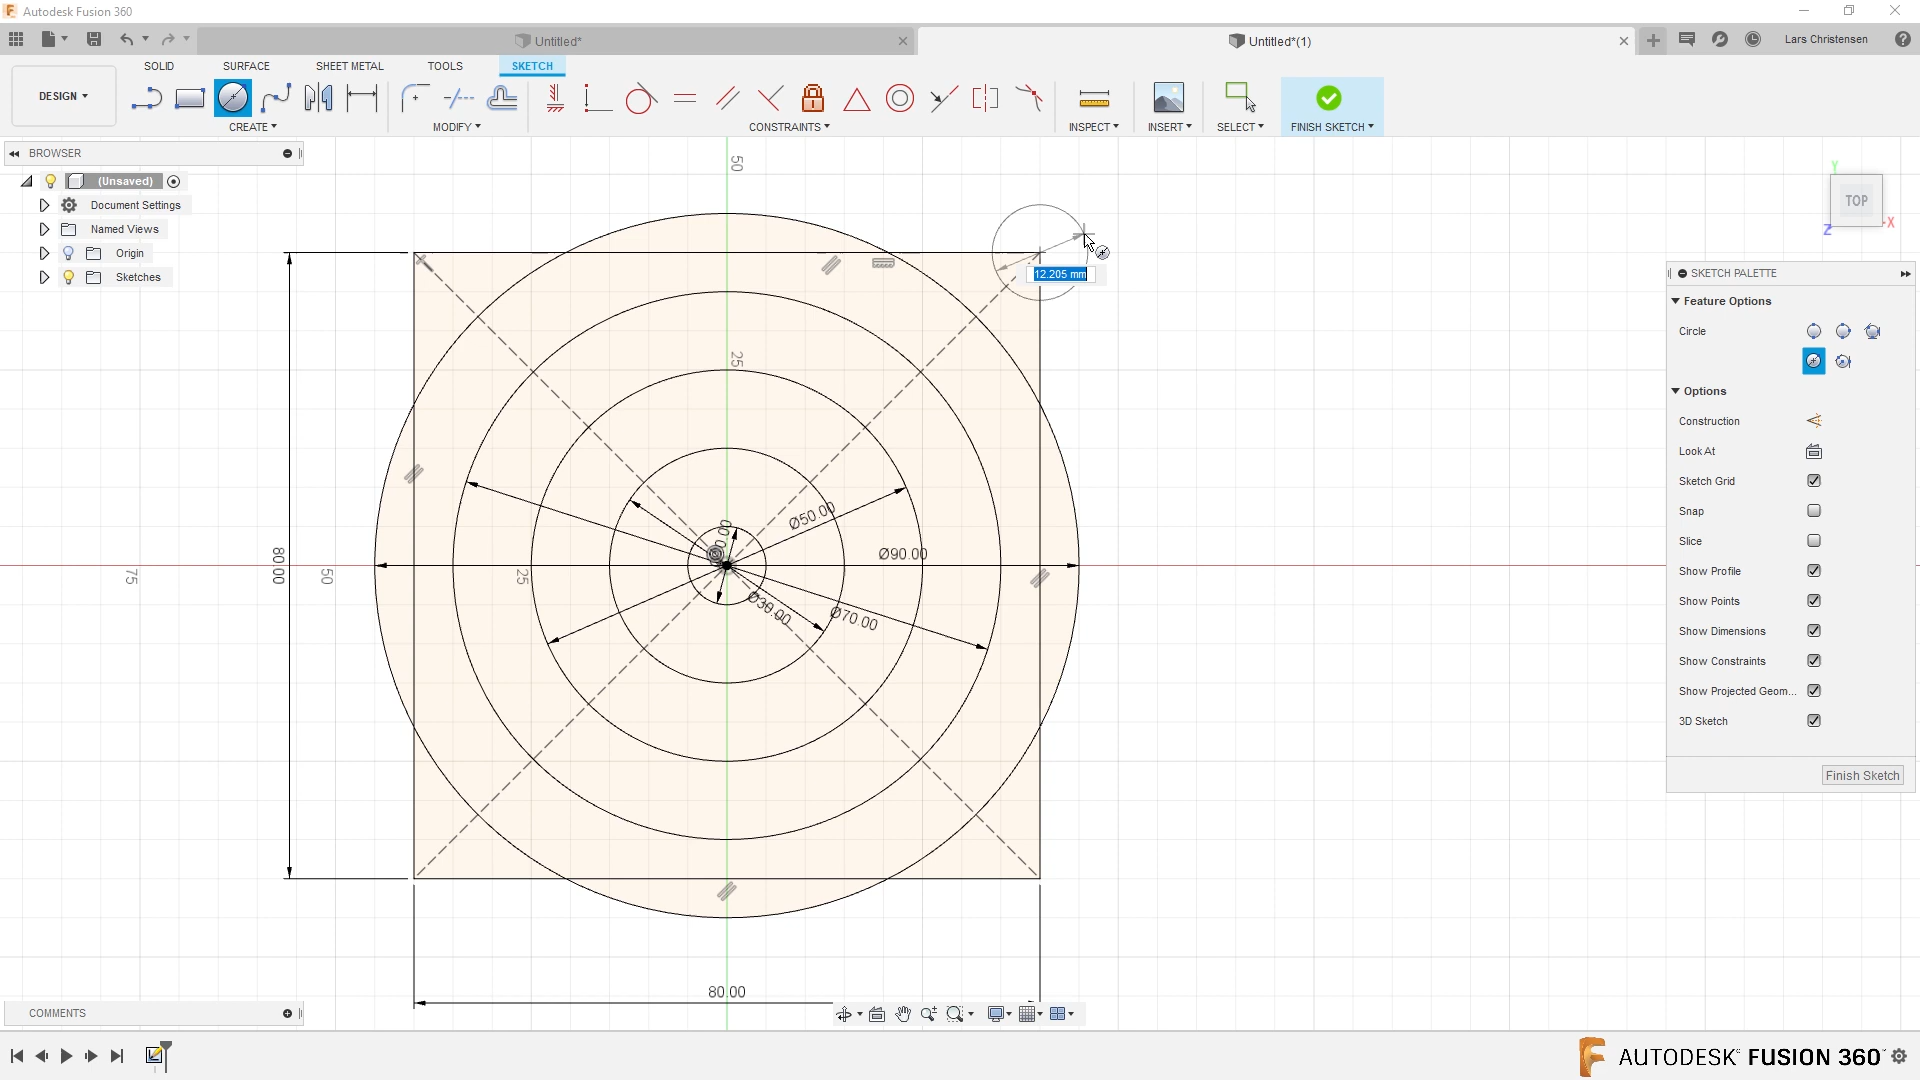 Autodesk Fusion 360
Untitled*
Untitled*(1)
Lars Christensen
DESIGN
SOLID
SURFACE
SHEET METAL
TOOLS
SKETCH
CREATE
MODIFY
CONSTRAINTS
INSPECT
INSERT
SELECT
FINISH SKETCH
BROWSER
(Unsaved)
Document Settings
Named Views
Origin
Sketches
50
25
75
50
25
80.00
80.00
Ø50.00
Ø90.00
Ø30.00
Ø70.00
12.205 mm
Y
TOP
X
Z
SKETCH PALETTE
Feature Options
Circle
Options
Construction
Look At
Sketch Grid
Snap
Slice
Show Profile
Show Points
Show Dimensions
Show Constraints
Show Projected Geom...
3D Sketch
Finish Sketch
COMMENTS
AUTODESK® FUSION 360™